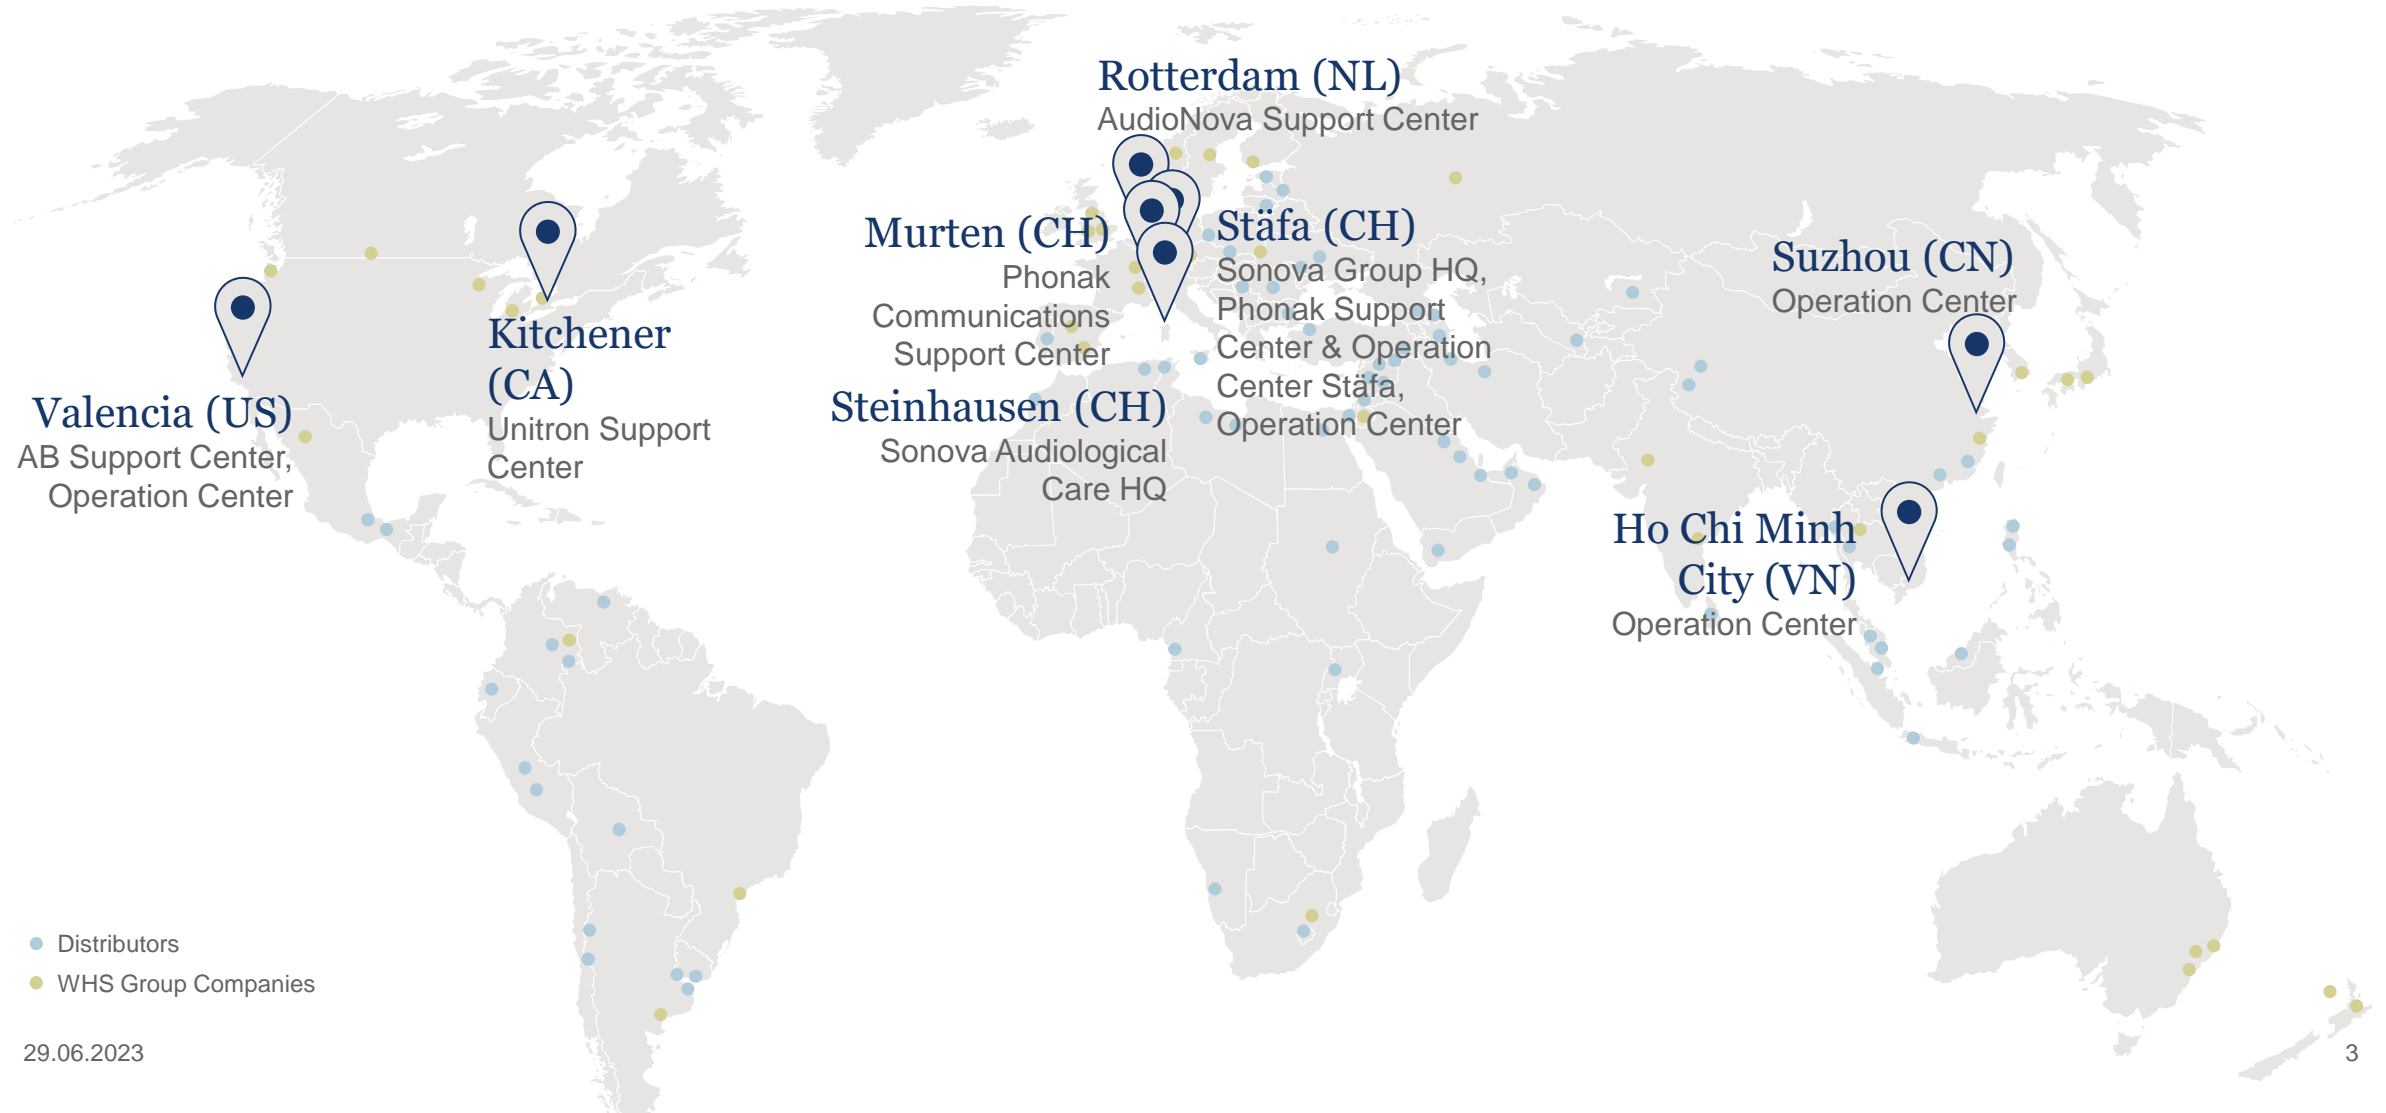 Rotterdam (NL)
AudioNova Support Center
Murten (CH)
Phonak
Communications
Support Center
Stäfa (CH)
Sonova Group HQ,
Phonak Support
Center & Operation
Center Stäfa,
Operation Center
Suzhou (CN)
Operation Center
Kitchener
(CA)
Unitron Support
Center
Valencia (US)
AB Support Center,
Operation Center
Steinhausen (CH)
Sonova Audiological
Care HQ
Ho Chi Minh
City (VN)
Operation Center
Distributors
WHS Group Companies
29.06.2023
3